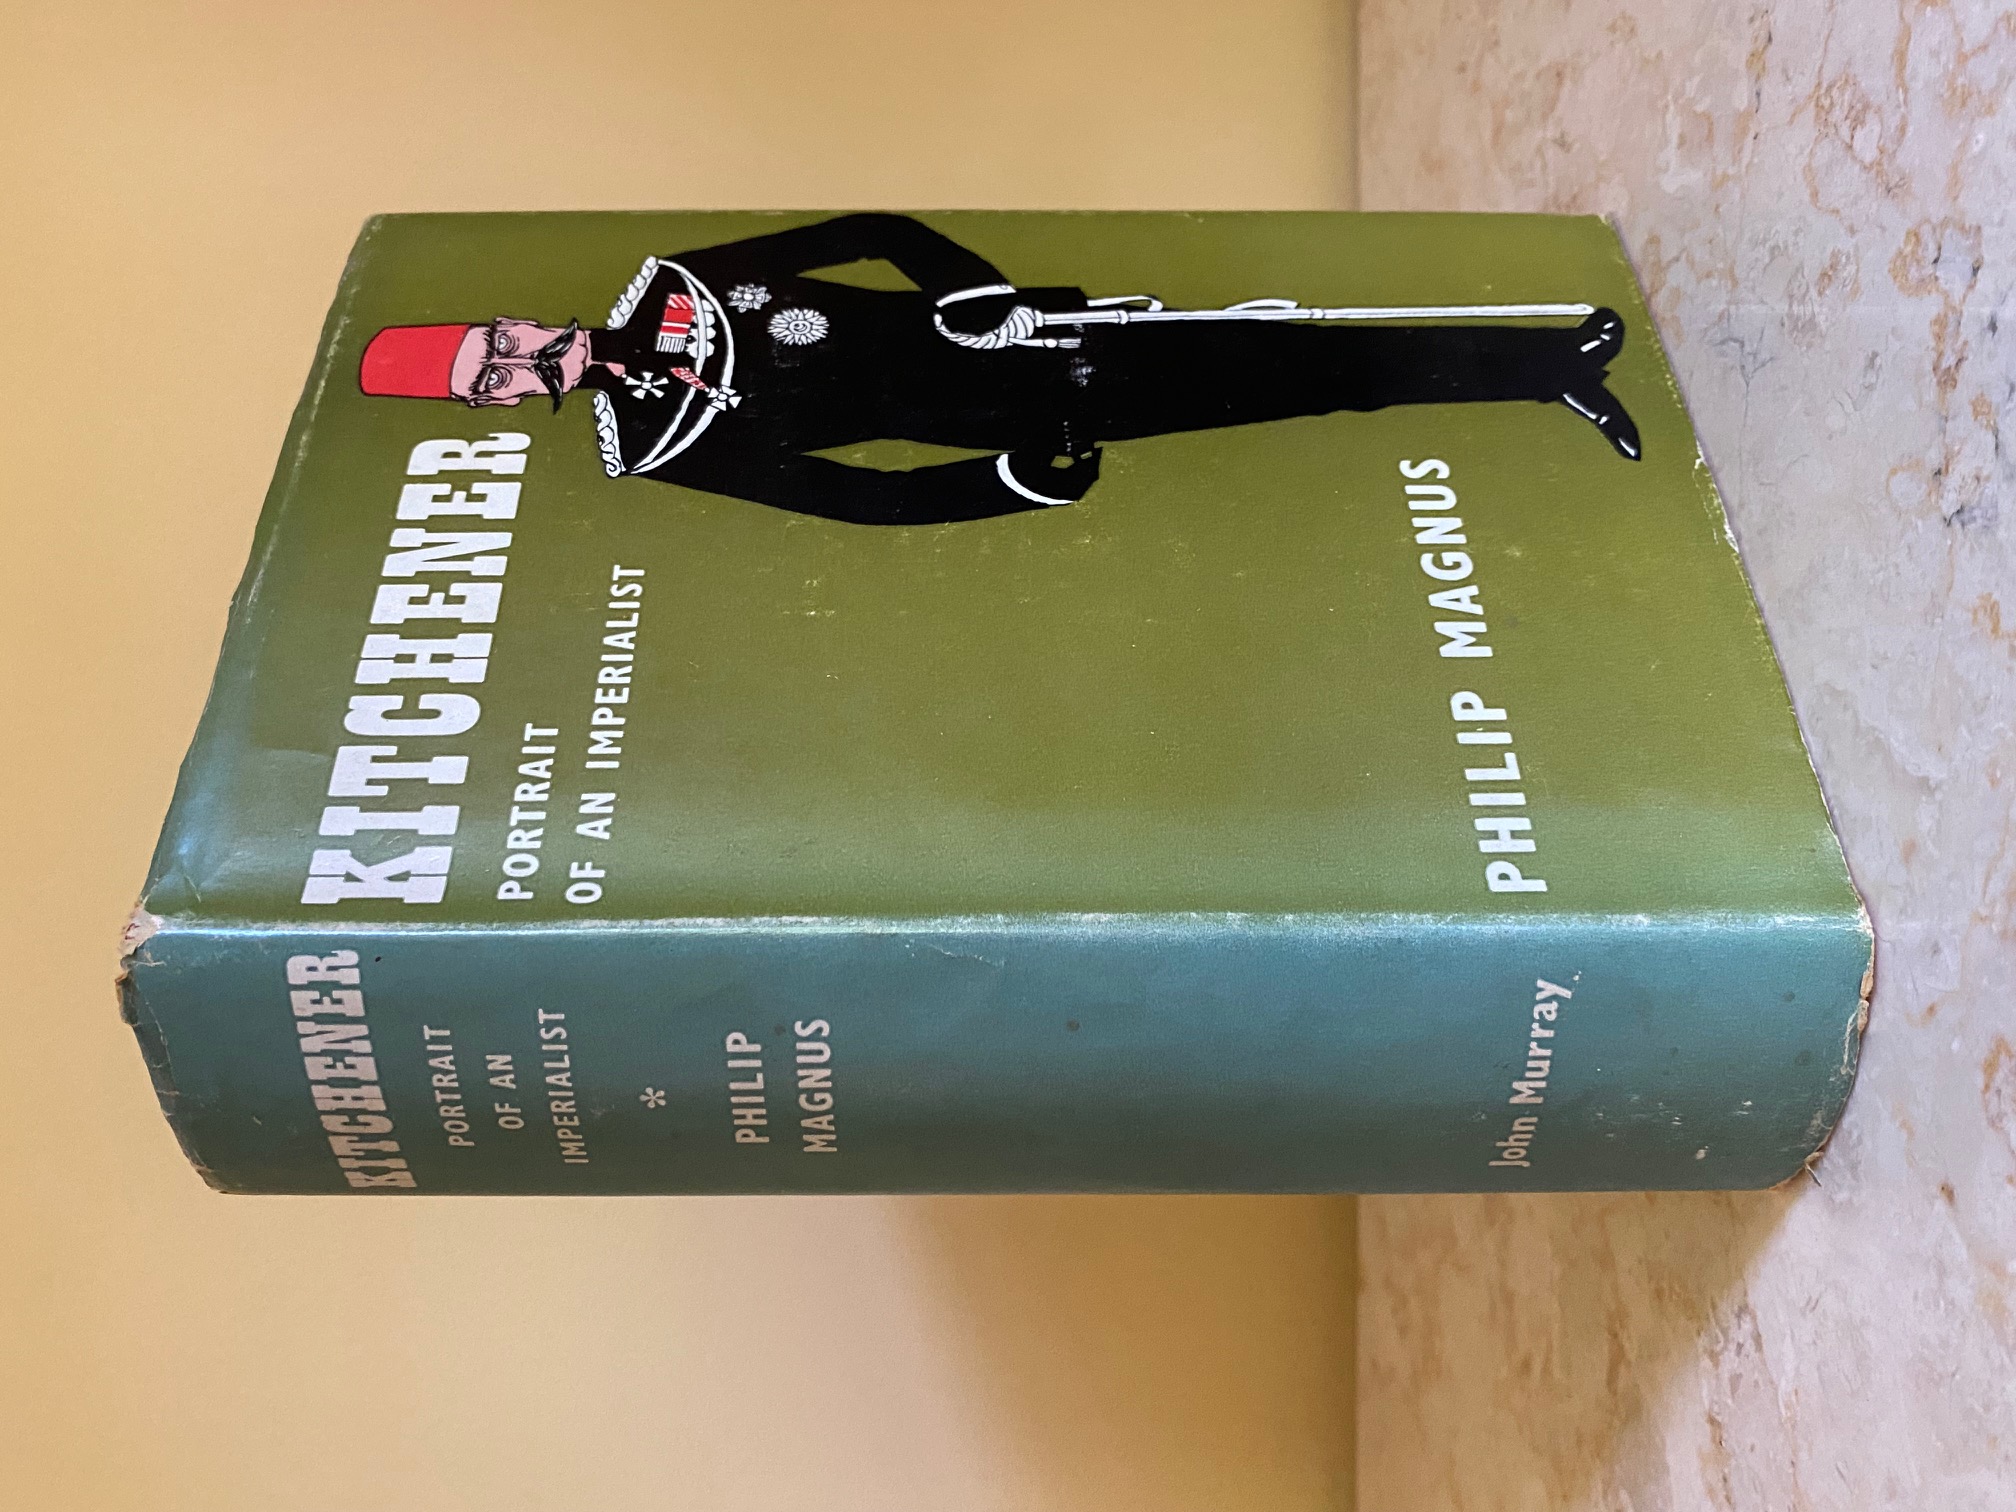 KITCHENER
PORTRAIT
OF AN
IMPERIALIST
*
PHILIP
MAGNUS
John Murray
KITCHENER
PORTRAIT
OF AN IMPERIALIST
PHILIP MAGNUS